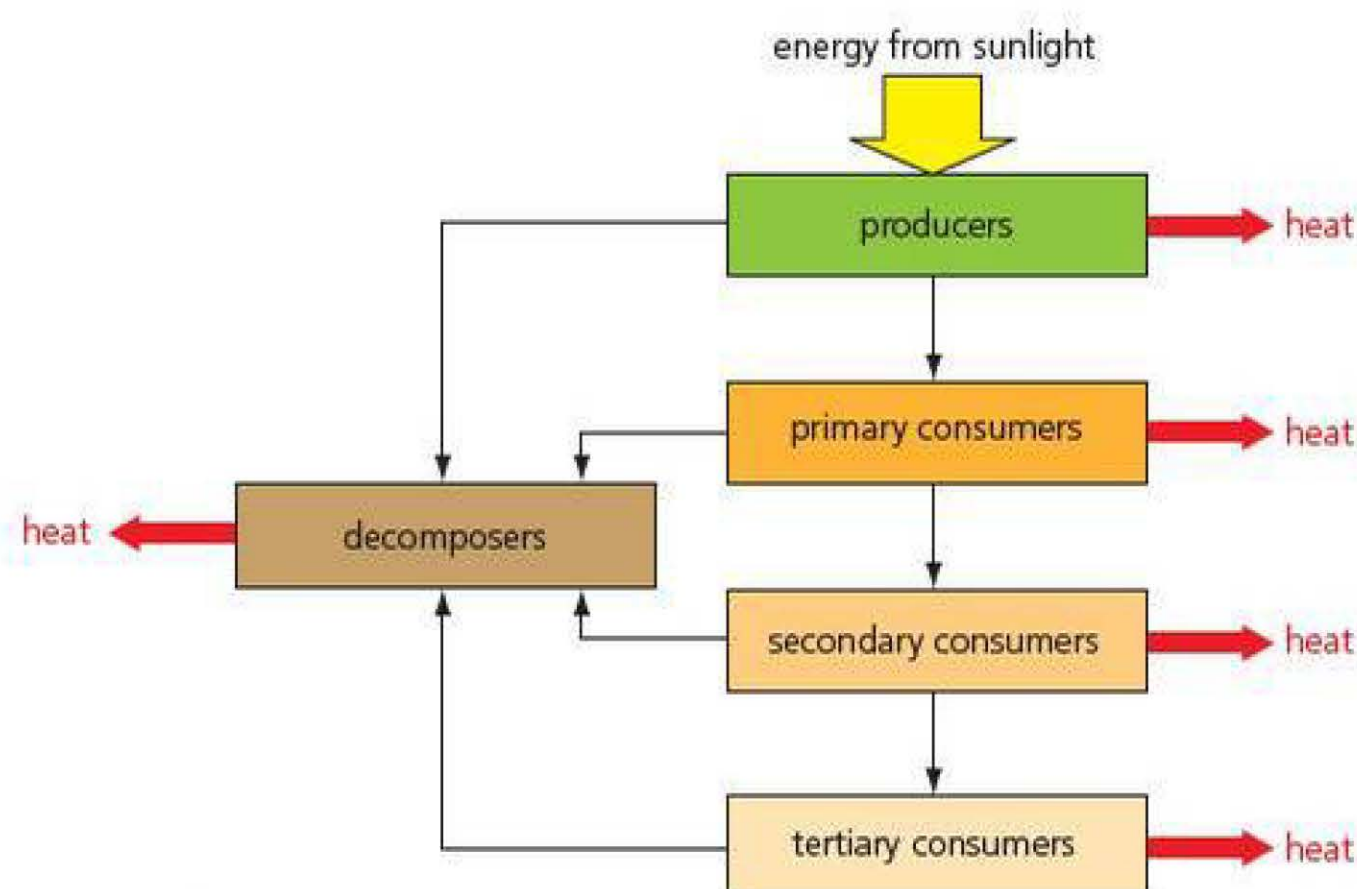 energy from sunlight
producers
heat
primary consumers
heat
heat
decomposers
secondary consumers
heat
tertiary consumers
heat